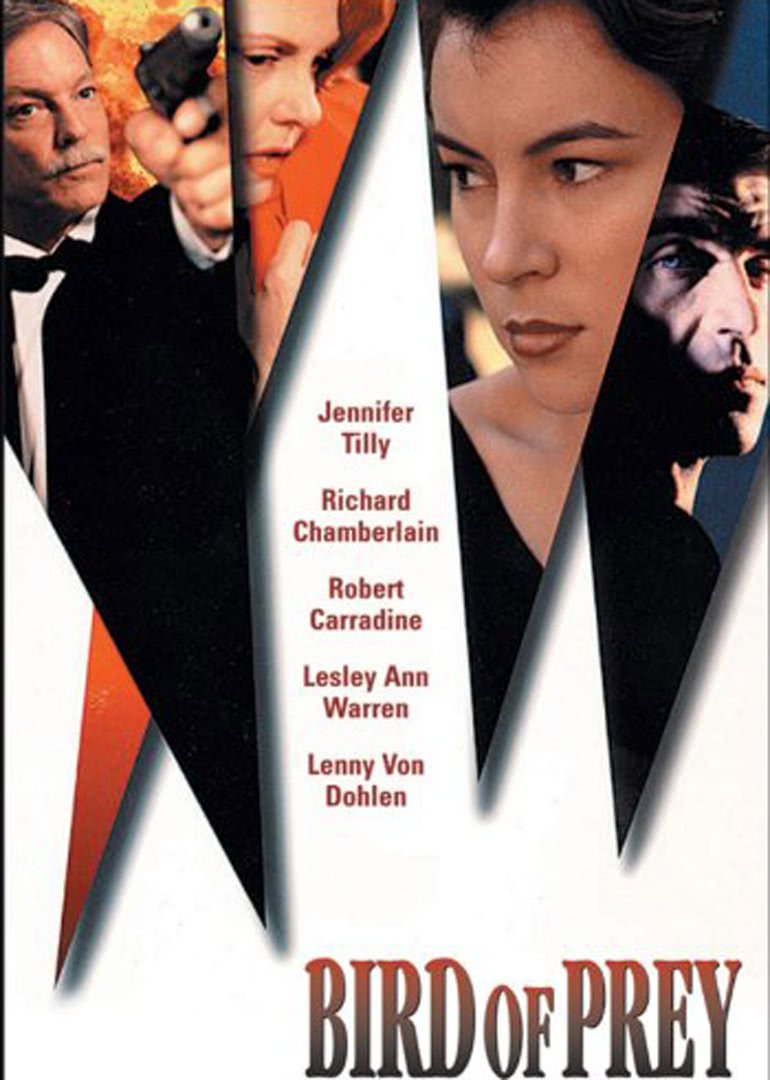 Jennifer
Tilly
Richard
Chamberlain
Robert
Carradine
Lesley Ann
Warren
Lenny Von
Dohlen
BIRD OF PREY